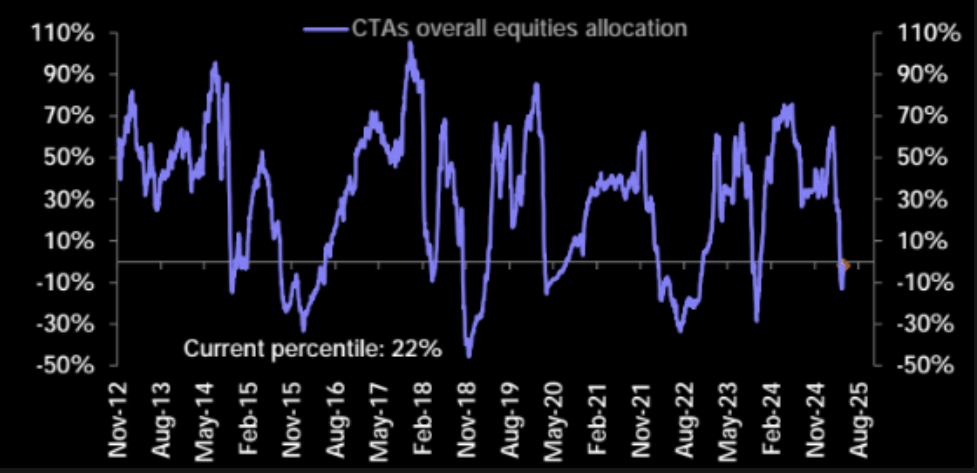 CTAs overall equities allocation
110%
90%
70%
50%
30%
10%
-10%
-30%
-50%
110%
90%
70%
50%
30%
10%
-10%
-30%
-50%
Current percentile: 22%
Nov-12
Aug-13
May-14
Feb-15
Nov-15
Aug-16
May-17
Feb-18
Nov-18
Aug-19
May-20
Feb-21
Nov-21
Aug-22
May-23
Feb-24
Nov-24
Aug-25